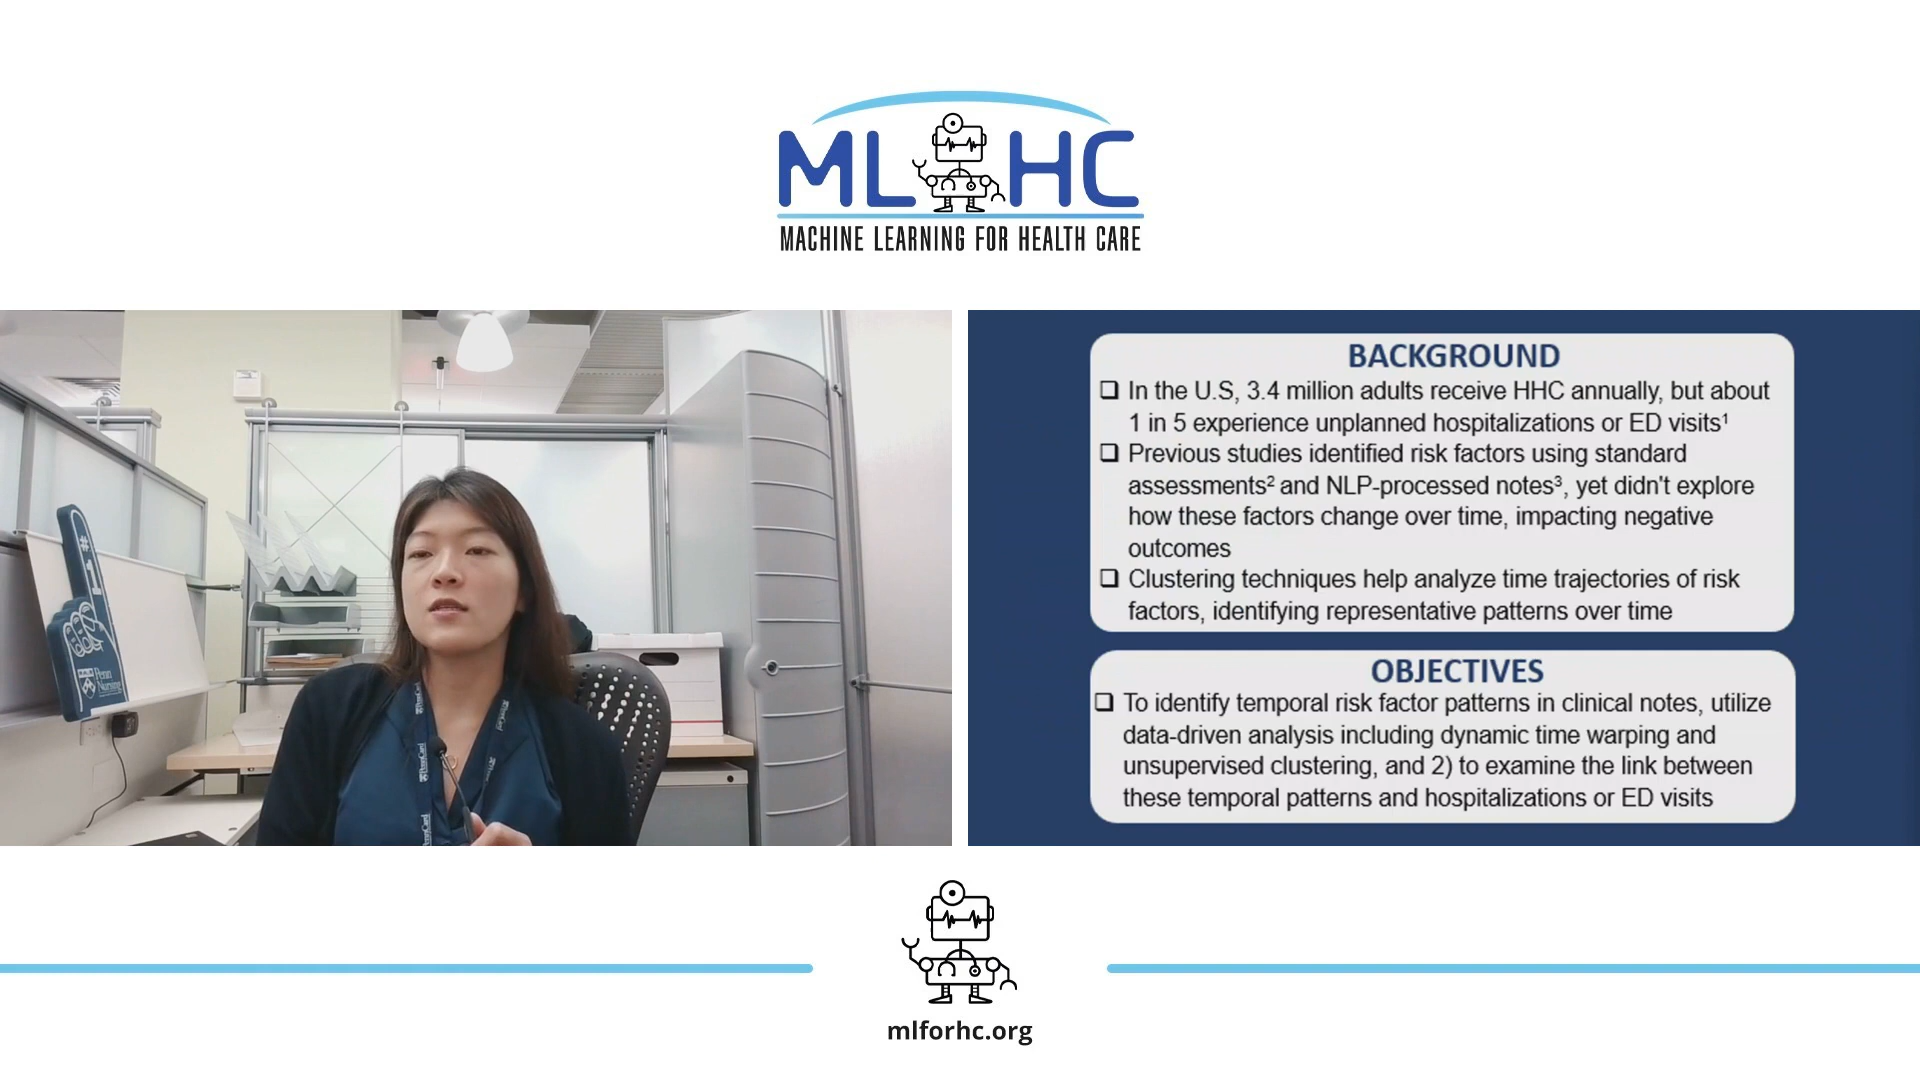 ML HC
MACHINE LEARNING FOR HEALTH CARE
#1
Penn
Nursing
PennCard
BACKGROUND
❑ In the U.S, 3.4 million adults receive HHC annually, but about
1 in 5 experience unplanned hospitalizations or ED visits¹
❑ Previous studies identified risk factors using standard
assessments² and NLP-processed notes³, yet didn't explore
how these factors change over time, impacting negative
outcomes
❑ Clustering techniques help analyze time trajectories of risk
factors, identifying representative patterns over time
OBJECTIVES
❑ To identify temporal risk factor patterns in clinical notes, utilize
data-driven analysis including dynamic time warping and
unsupervised clustering, and 2) to examine the link between
these temporal patterns and hospitalizations or ED visits
mlforhc.org